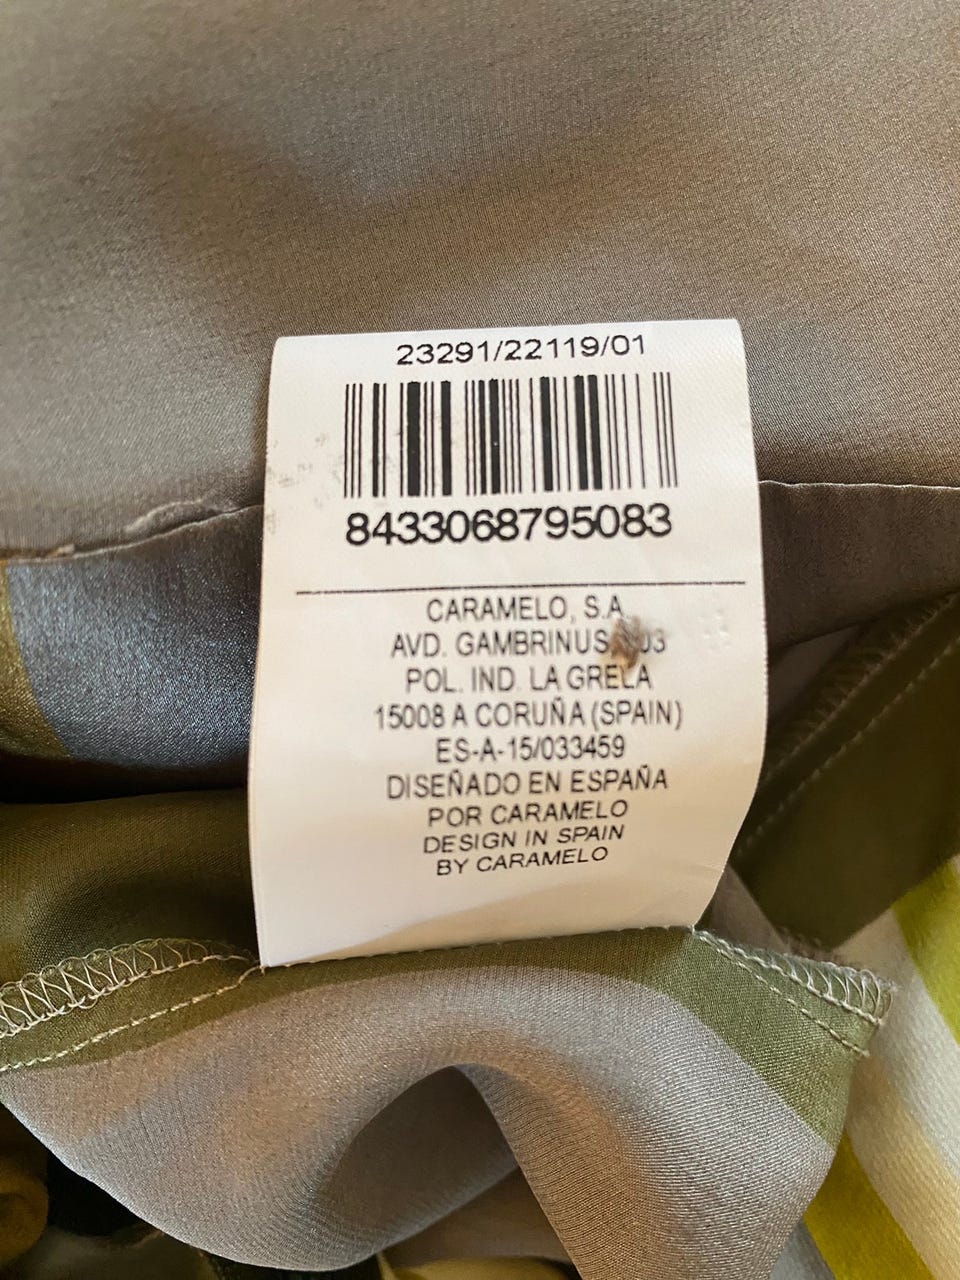 23291/22119/01
8433068795083
CARAMELO, S.A.
AVD. GAMBRINUS
POL. IND. LA GRELA
15008 A CORUÑA (SPAIN)
ES-A-15/033459
DISEÑADO EN ESPAÑA
POR CARAMELO
DESIGN IN SPAIN
BY CARAMELO